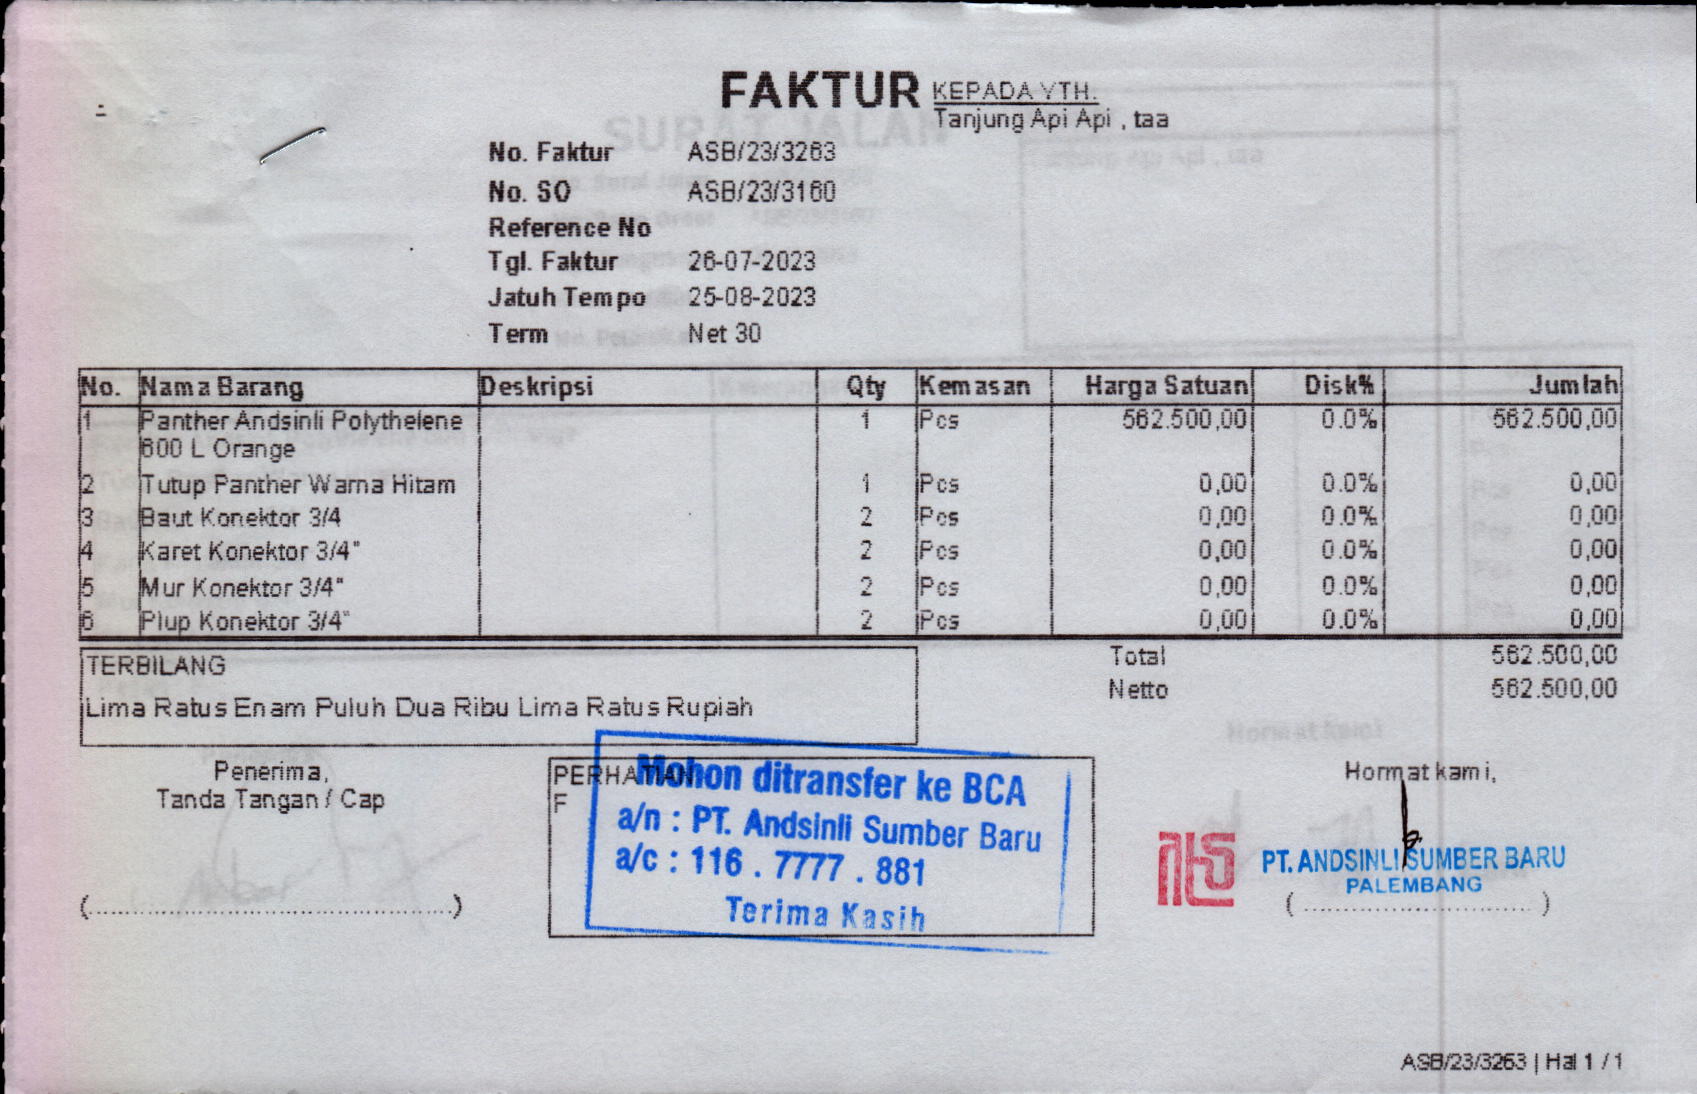 FAKTUR
KEPADA YTH.
Tanjung Api Api , taa
No. Faktur ASB/23/3263
No. SO ASB/23/3160
Reference No
Tgl. Faktur 26-07-2023
Jatuh Tempo 25-08-2023
Term Net 30
No. Nama Barang Deskripsi Qty Kemasan Harga Satuan Disk% Jumlah
1 Panther Andsinli Polythelene 1 Pcs 562.500,00 0.0% 562.500,00
600 L Orange
2 Tutup Panther Warna Hitam 1 Pcs 0,00 0.0% 0,00
3 Baut Konektor 3/4 2 Pcs 0,00 0.0% 0,00
4 Karet Konektor 3/4" 2 Pcs 0,00 0.0% 0,00
5 Mur Konektor 3/4" 2 Pcs 0,00 0.0% 0,00
6 Plup Konektor 3/4" 2 Pcs 0,00 0.0% 0,00
TERBILANG
Lima Ratus Enam Puluh Dua Ribu Lima Ratus Rupiah
Total 562.500,00
Netto 562.500,00
Penerima,
Tanda Tangan / Cap
(..........................................................)
PERHATIAN
F
Mohon ditransfer ke BCA
a/n : PT. Andsinli Sumber Baru
a/c : 116 . 7777 . 881
Terima Kasih
Hormat kami,
PT. ANDSINLI SUMBER BARU
PALEMBANG
(....................................)
ASB/23/3263 | Hal 1 / 1